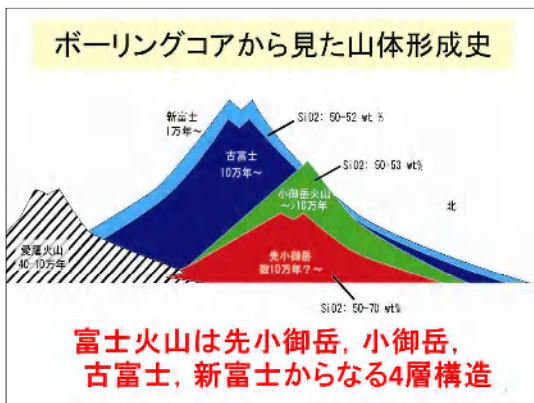 ボーリングコアから見た山体形成史
新富士
1万年~
SiO2: 50-52 wt %
古富士
10万年~
SiO2: 50-53 wt%
小御岳火山
~>10万年
北
愛鷹火山
40-10万年
先小御岳
数10万年?~
SiO2: 50-70 wt%
富士火山は先小御岳, 小御岳,
古富士, 新富士からなる4層構造